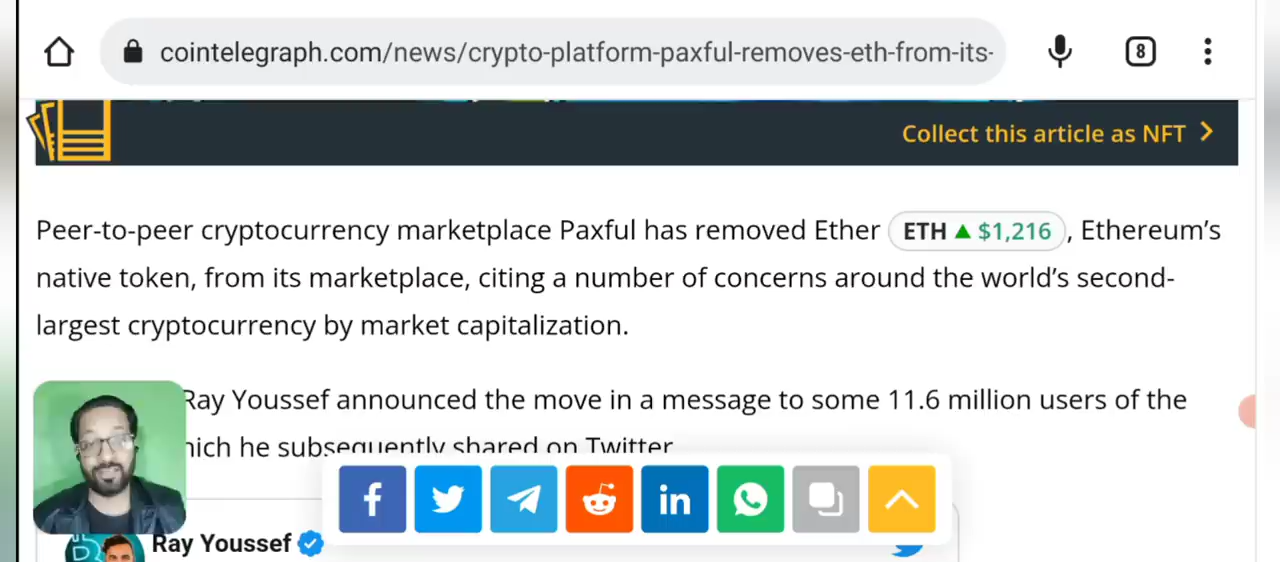 cointelegraph.com/news/crypto-platform-paxful-removes-eth-from-its-
8
Collect this article as NFT
Peer-to-peer cryptocurrency marketplace Paxful has removed Ether ETH ▲ $1,216 , Ethereum’s
native token, from its marketplace, citing a number of concerns around the world’s second-
largest cryptocurrency by market capitalization.
Ray Youssef announced the move in a message to some 11.6 million users of the
he subsequently shared on Twitter
Ray Youssef